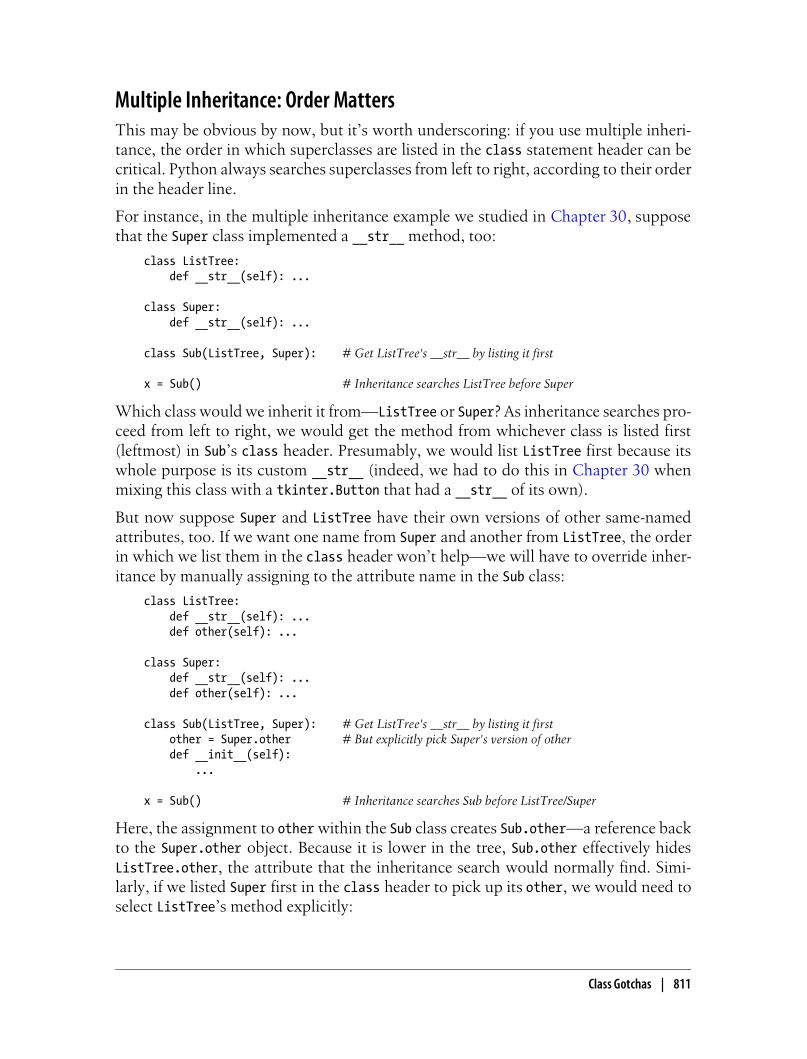 Multiple Inheritance: Order Matters
This may be obvious by now, but it’s worth underscoring: if you use multiple inheri-
tance, the order in which superclasses are listed in the class statement header can be
critical. Python always searches superclasses from left to right, according to their order
in the header line.
For instance, in the multiple inheritance example we studied in Chapter 30, suppose
that the Super class implemented a __str__ method, too:
class ListTree:
    def __str__(self): ...
class Super:
    def __str__(self): ...
class Sub(ListTree, Super):    # Get ListTree's __str__ by listing it first
x = Sub()                      # Inheritance searches ListTree before Super
Which class would we inherit it from—ListTree or Super? As inheritance searches pro-
ceed from left to right, we would get the method from whichever class is listed first
(leftmost) in Sub’s class header. Presumably, we would list ListTree first because its
whole purpose is its custom __str__ (indeed, we had to do this in Chapter 30 when
mixing this class with a tkinter.Button that had a __str__ of its own).
But now suppose Super and ListTree have their own versions of other same-named
attributes, too. If we want one name from Super and another from ListTree, the order
in which we list them in the class header won’t help—we will have to override inher-
itance by manually assigning to the attribute name in the Sub class:
class ListTree:
    def __str__(self): ...
    def other(self): ...
class Super:
    def __str__(self): ...
    def other(self): ...
class Sub(ListTree, Super):    # Get ListTree's __str__ by listing it first
    other = Super.other        # But explicitly pick Super's version of other
    def __init__(self):
        ...
x = Sub()                      # Inheritance searches Sub before ListTree/Super
Here, the assignment to other within the Sub class creates Sub.other—a reference back
to the Super.other object. Because it is lower in the tree, Sub.other effectively hides
ListTree.other, the attribute that the inheritance search would normally find. Simi-
larly, if we listed Super first in the class header to pick up its other, we would need to
select ListTree’s method explicitly:
Class Gotchas | 811